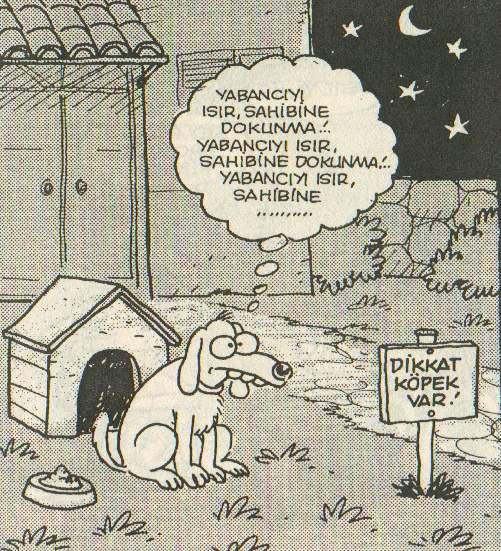 YABANCIYI
ISIR, SAHİBİNE
DOKUNMA!..
YABANCIYI ISIR,
SAHİBİNE DOKUNMA!..
YABANCIYI ISIR,
SAHİBİNE
..........
DİKKAT
KÖPEK
VAR!